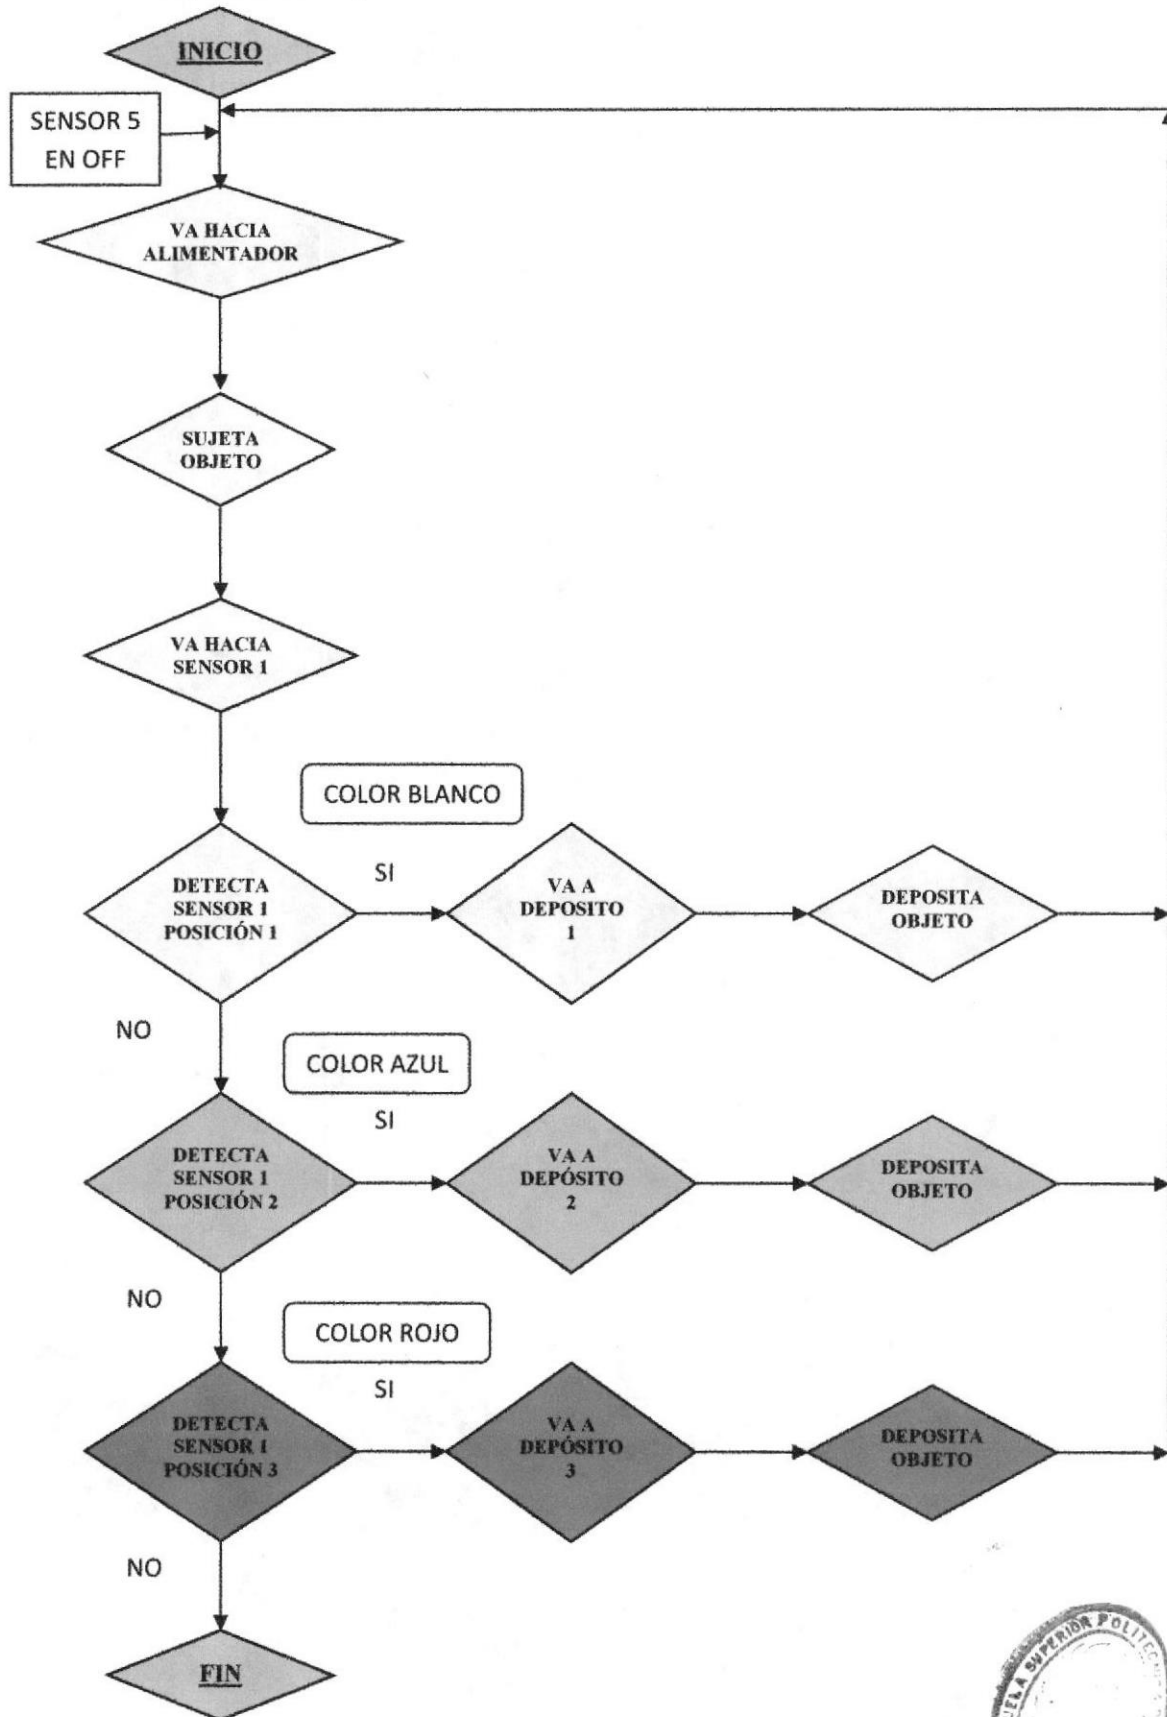 INICIO
SENSOR 5
EN OFF
VA HACIA
ALIMENTADOR
SUJETA
OBJETO
VA HACIA
SENSOR 1
COLOR BLANCO
DETECTA
SENSOR 1
POSICIÓN 1
SI
VA A
DEPOSITO
1
DEPOSITA
OBJETO
NO
COLOR AZUL
DETECTA
SENSOR 1
POSICIÓN 2
SI
VA A
DEPÓSITO
2
DEPOSITA
OBJETO
NO
COLOR ROJO
DETECTA
SENSOR 1
POSICIÓN 3
SI
VA A
DEPÓSITO
3
DEPOSITA
OBJETO
NO
FIN
SUPERIOR